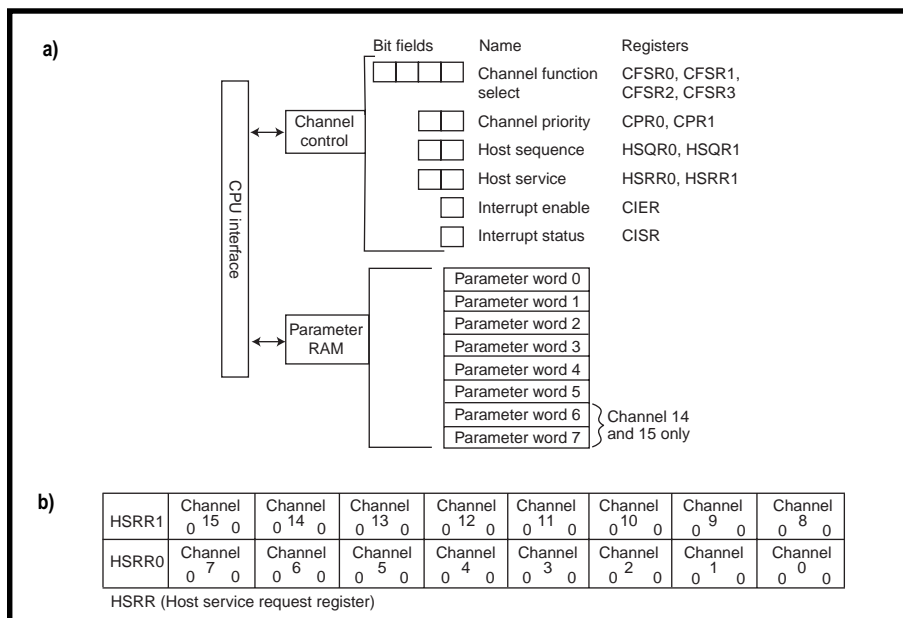 a)
Bit fields Name Registers
Channel function select CFSR0, CFSR1, CFSR2, CFSR3
Channel priority CPR0, CPR1
Host sequence HSQR0, HSQR1
Host service HSRR0, HSRR1
Interrupt enable CIER
Interrupt status CISR
Channel control
CPU interface
Parameter RAM
Parameter word 0
Parameter word 1
Parameter word 2
Parameter word 3
Parameter word 4
Parameter word 5
Parameter word 6
Parameter word 7
Channel 14
and 15 only
b)
HSRR1 Channel 15 0 0 Channel 14 0 0 Channel 13 0 0 Channel 12 0 0 Channel 11 0 0 Channel 10 0 0 Channel 9 0 0 Channel 8 0 0
HSRR0 Channel 7 0 0 Channel 6 0 0 Channel 5 0 0 Channel 4 0 0 Channel 3 0 0 Channel 2 0 0 Channel 1 0 0 Channel 0 0 0
HSRR (Host service request register)